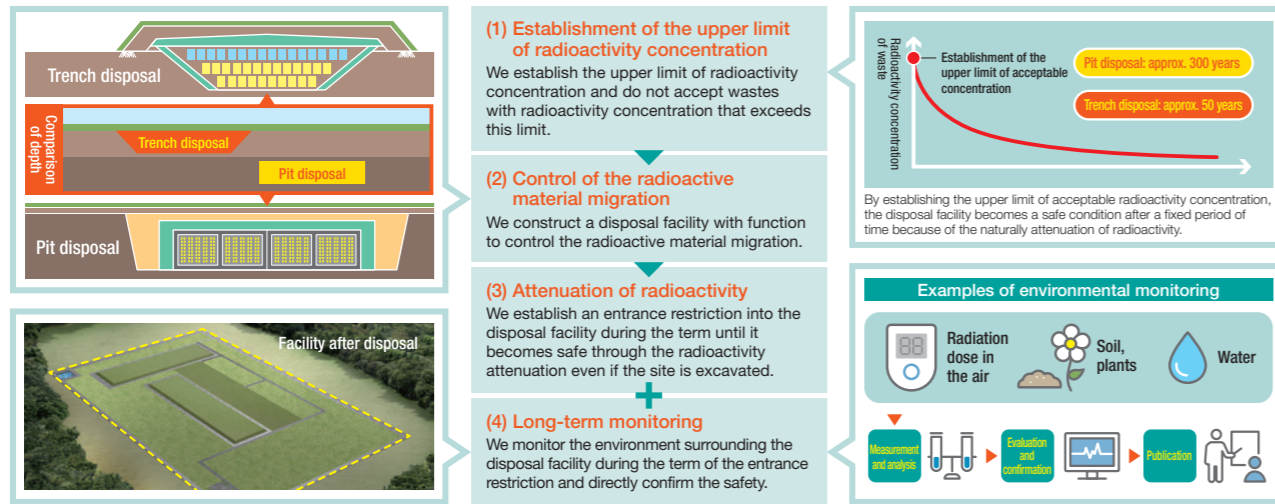 Trench disposal
Comparison
of depth
Trench disposal
Pit disposal
Pit disposal
Facility after disposal
(1) Establishment of the upper limit
of radioactivity concentration
We establish the upper limit of radioactivity
concentration and do not accept wastes
with radioactivity concentration that exceeds
this limit.
(2) Control of the radioactive
material migration
We construct a disposal facility with function
to control the radioactive material migration.
(3) Attenuation of radioactivity
We establish an entrance restriction into the
disposal facility during the term until it
becomes safe through the radioactivity
attenuation even if the site is excavated.
+
(4) Long-term monitoring
We monitor the environment surrounding the
disposal facility during the term of the entrance
restriction and directly confirm the safety.
Radioactivity concentration
of waste
Establishment of the
upper limit of acceptable
concentration
Pit disposal: approx. 300 years
Trench disposal: approx. 50 years
By establishing the upper limit of acceptable radioactivity concentration,
the disposal facility becomes a safe condition after a fixed period of
time because of the naturally attenuation of radioactivity.
Examples of environmental monitoring
88
Radiation
dose in
the air
Soil,
plants
Water
Measurement
and analysis
Evaluation
and
confirmation
Publication